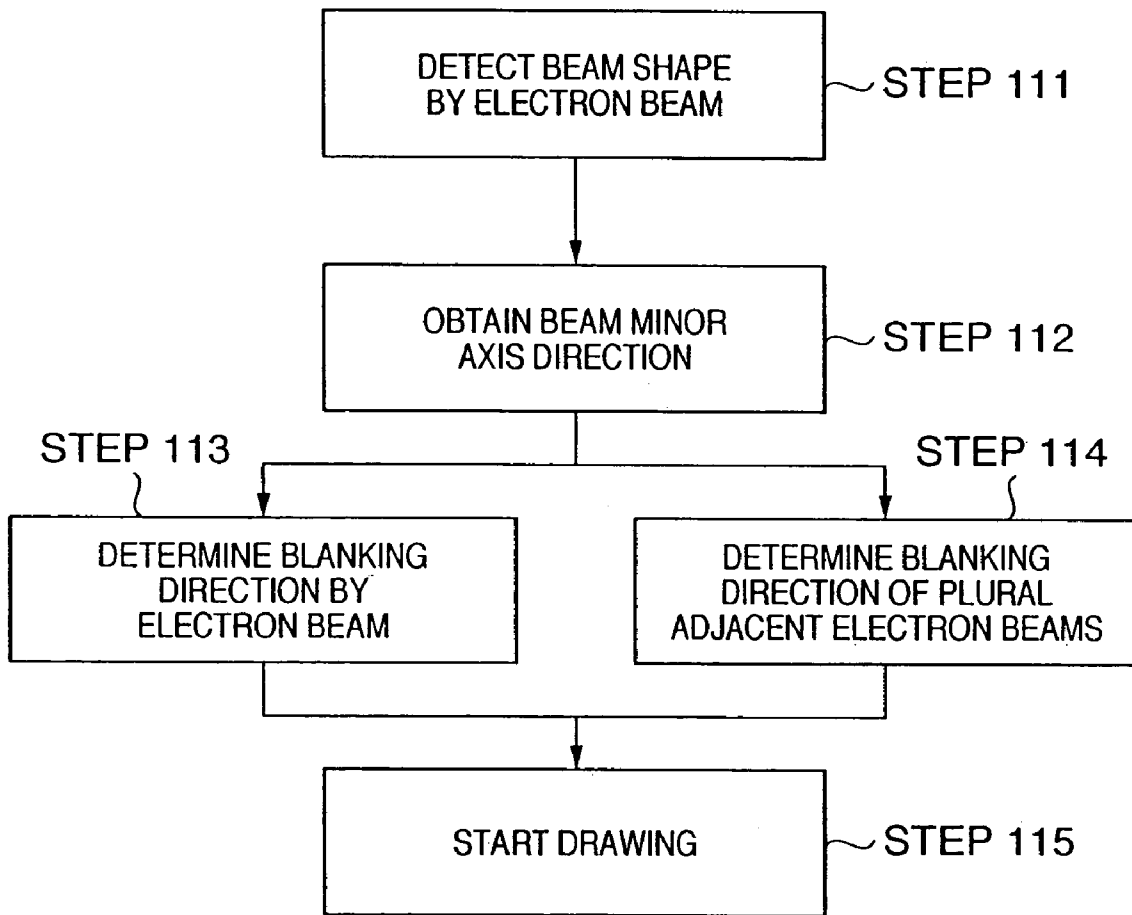 DETECT BEAM SHAPE
BY ELECTRON BEAM
STEP 111
OBTAIN BEAM MINOR
AXIS DIRECTION
STEP 112
STEP 113
DETERMINE BLANKING
DIRECTION BY
ELECTRON BEAM
STEP 114
DETERMINE BLANKING
DIRECTION OF PLURAL
ADJACENT ELECTRON BEAMS
START DRAWING
STEP 115